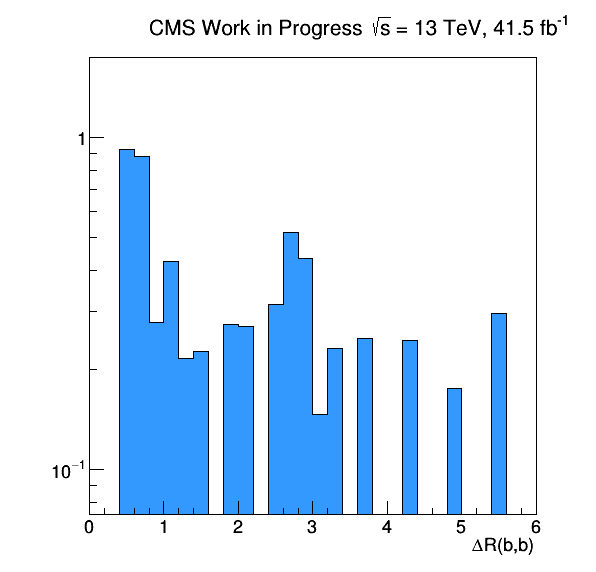 CMS Work in Progress √s = 13 TeV, 41.5 fb⁻¹
1
10⁻¹
0 1 2 3 4 5 6
ΔR(b,b)